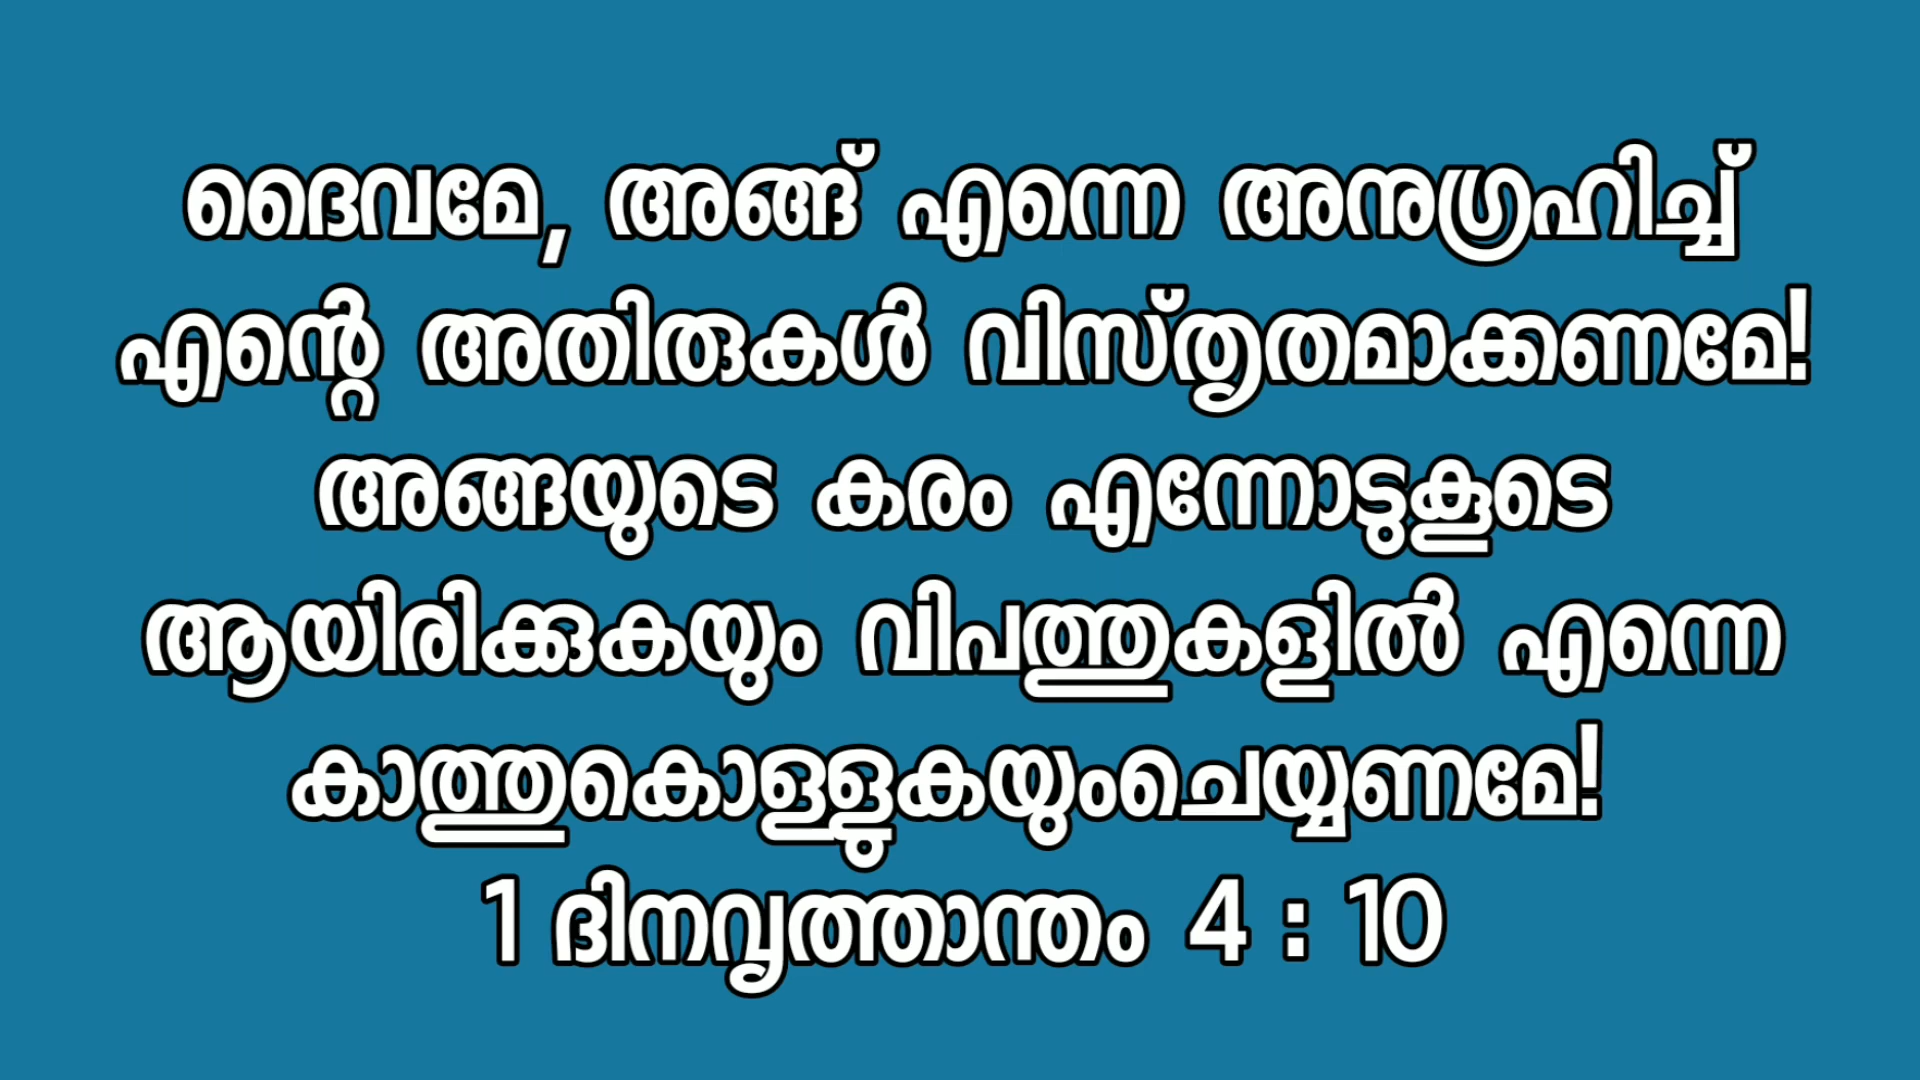 ദൈവമേ, അങ്ങ് എന്നെ അനുഗ്രഹിച്ച്
എന്റെ അതിരുകൾ വിസ്തൃതമാക്കണമേ!
അങ്ങയുടെ കരം എന്നോടുകൂടെ
ആയിരിക്കുകയും വിപത്തുകളിൽ എന്നെ
കാത്തുകൊള്ളുകയുംചെയ്യണമേ!
1 ദിനവൃത്താന്തം 4 : 10